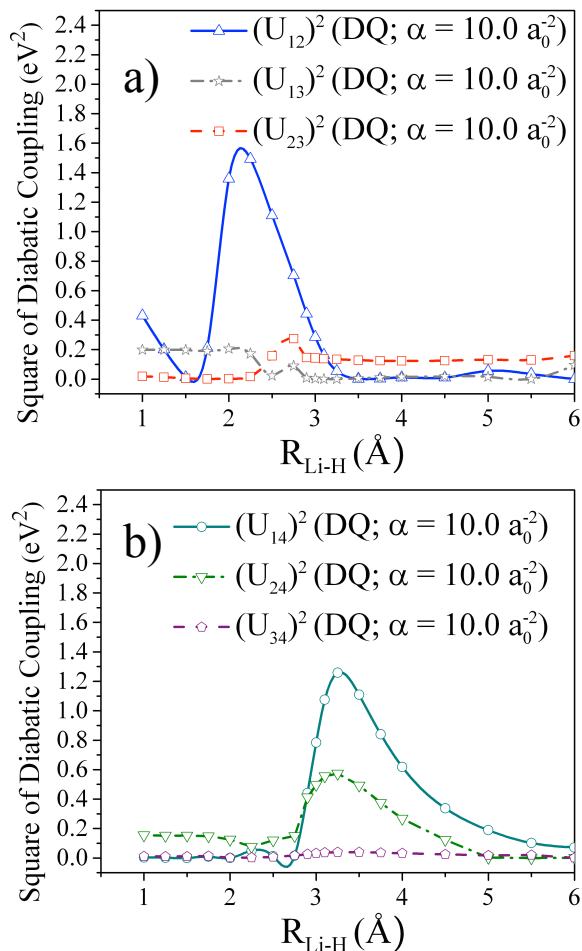 2.4
2.2
2.0
1.8
1.6
1.4
1.2
1.0
0.8
0.6
0.4
0.2
0.0
Square of Diabatic Coupling (eV²)
a)
(U₁₂)² (DQ; α = 10.0 a₀⁻²)
(U₁₃)² (DQ; α = 10.0 a₀⁻²)
(U₂₃)² (DQ; α = 10.0 a₀⁻²)
1 2 3 4 5 6
R_Li-H (Å)
2.4
2.2
2.0
1.8
1.6
1.4
1.2
1.0
0.8
0.6
0.4
0.2
0.0
Square of Diabatic Coupling (eV²)
b)
(U₁₄)² (DQ; α = 10.0 a₀⁻²)
(U₂₄)² (DQ; α = 10.0 a₀⁻²)
(U₃₄)² (DQ; α = 10.0 a₀⁻²)
1 2 3 4 5 6
R_Li-H (Å)